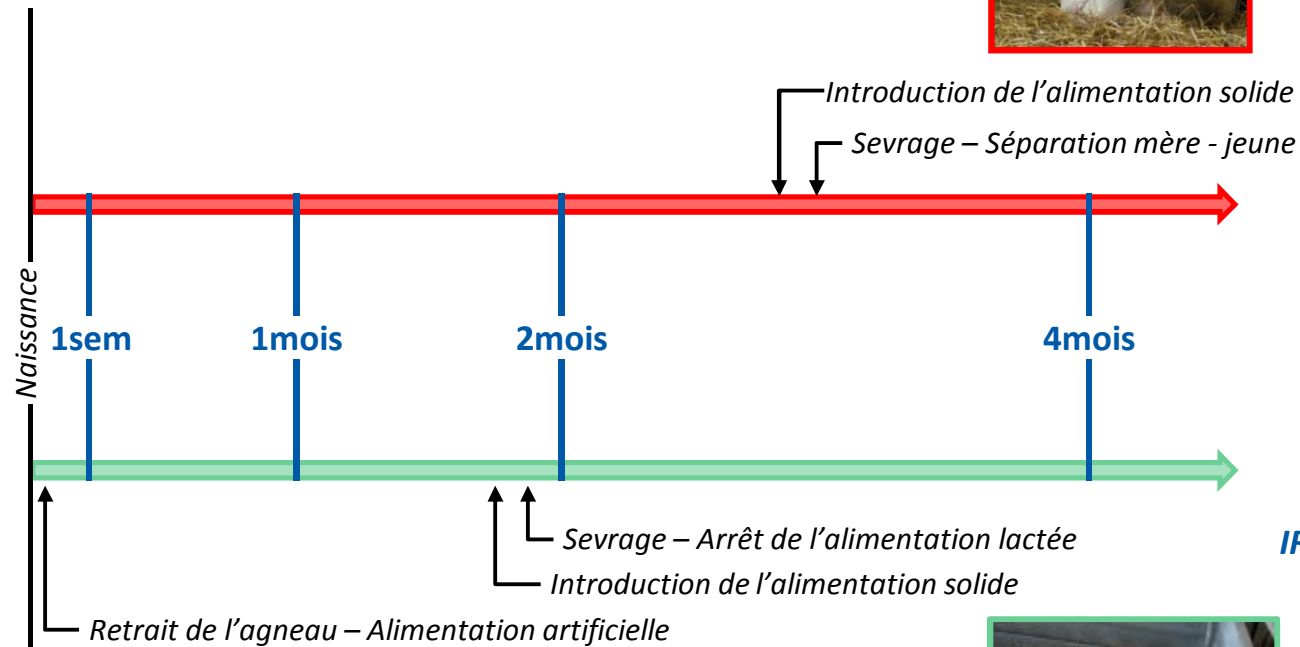 Introduction de l'alimentation solide
Sevrage – Séparation mère - jeune
Naissance
1sem
1mois
2mois
4mois
Sevrage – Arrêt de l'alimentation lactée
Introduction de l'alimentation solide
Retrait de l'agneau – Alimentation artificielle